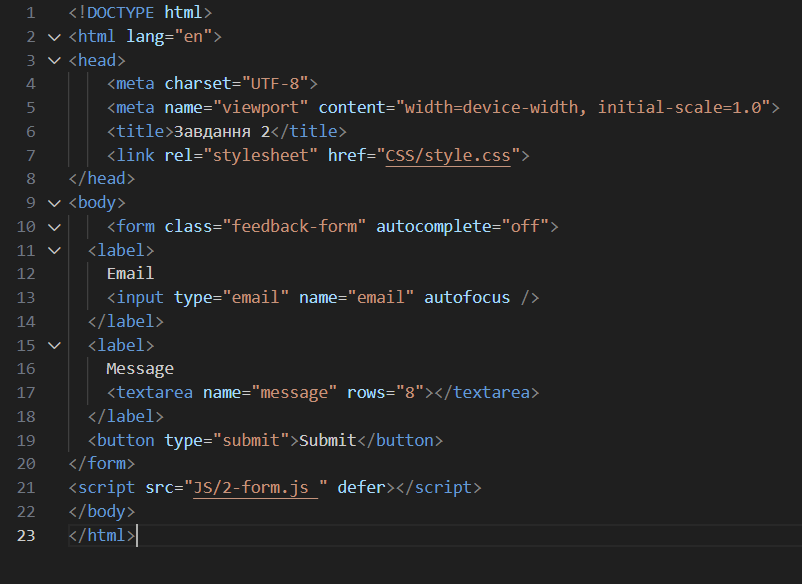 1 <!DOCTYPE html>
2 <html lang="en">
3 <head>
4     <meta charset="UTF-8">
5     <meta name="viewport" content="width=device-width, initial-scale=1.0">
6     <title>Завдання 2</title>
7     <link rel="stylesheet" href="CSS/style.css">
8 </head>
9 <body>
10     <form class="feedback-form" autocomplete="off">
11   <label>
12     Email
13     <input type="email" name="email" autofocus />
14   </label>
15   <label>
16     Message
17     <textarea name="message" rows="8"></textarea>
18   </label>
19   <button type="submit">Submit</button>
20 </form>
21 <script src="JS/2-form.js " defer></script>
22 </body>
23 </html>